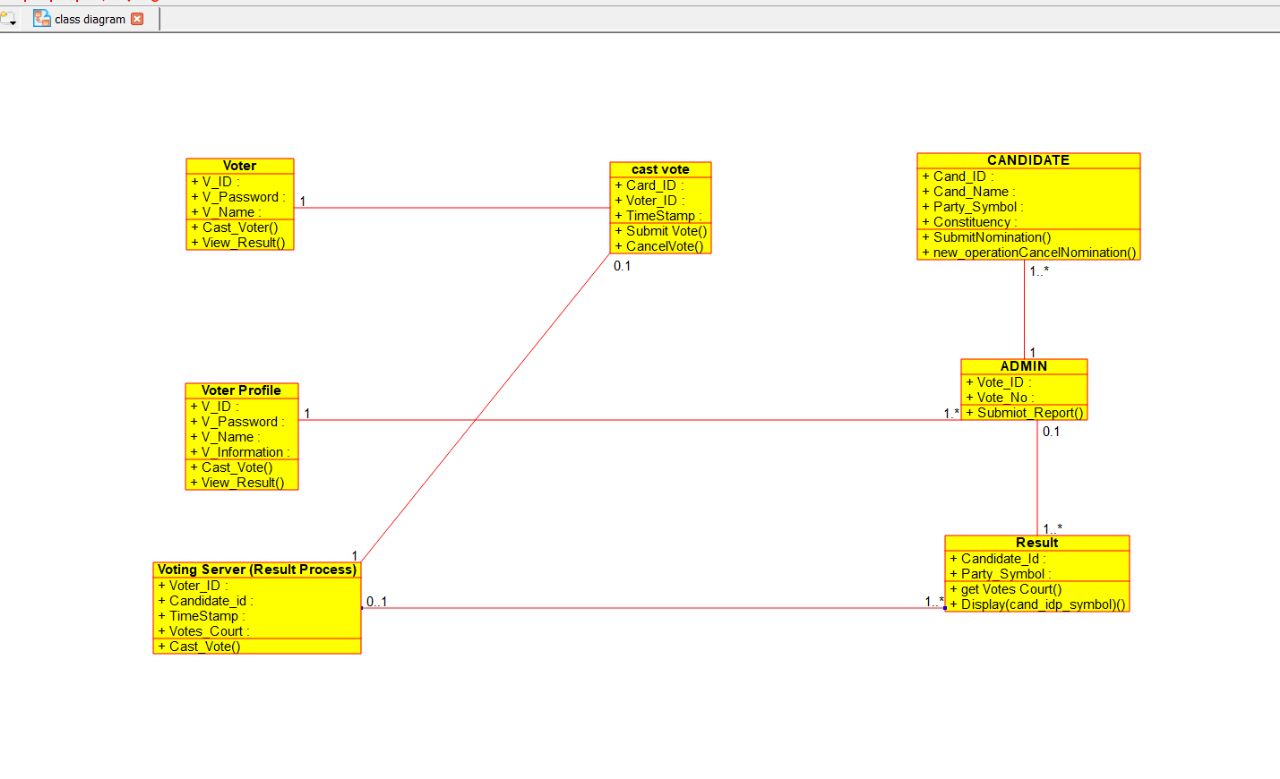 class diagram
Voter
+ V_ID :
+ V_Password :
+ V_Name :
+ Cast_Voter()
+ View_Result()
1
cast vote
+ Card_ID :
+ Voter_ID :
+ TimeStamp :
+ Submit Vote()
+ CancelVote()
0.1
CANDIDATE
+ Cand_ID :
+ Cand_Name :
+ Party_Symbol :
+ Constituency :
+ SubmitNomination()
+ new_operationCancelNomination()
1..*
1
ADMIN
+ Vote_ID :
+ Vote_No :
+ Submiot_Report()
0.1
Voter Profile
+ V_ID :
+ V_Password :
+ V_Name :
+ V_Information :
+ Cast_Vote()
+ View_Result()
1
1.*
1
Voting Server (Result Process)
+ Voter_ID :
+ Candidate_id :
+ TimeStamp :
+ Votes_Court :
+ Cast_Vote()
0..1
1..*
1..*
Result
+ Candidate_Id :
+ Party_Symbol :
+ get Votes Court()
+ Display(cand_idp_symbol)()